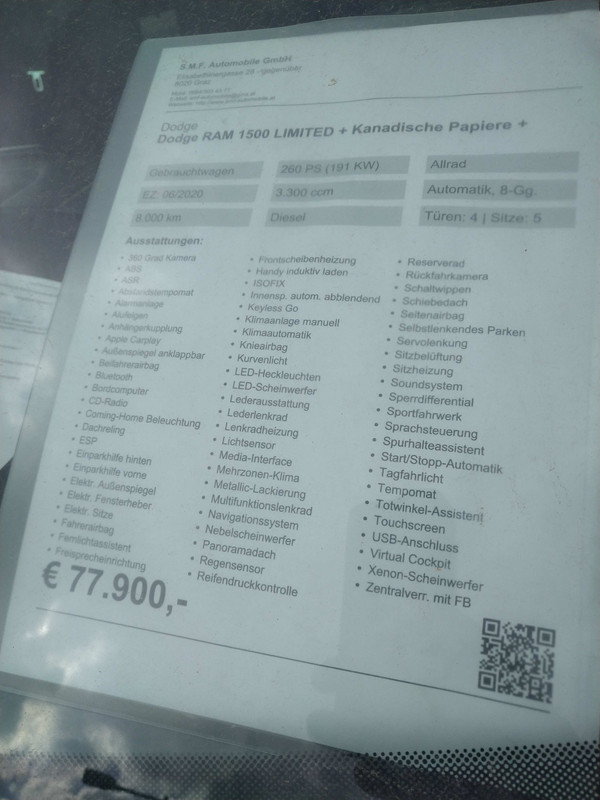 S.M.F. Automobile GmbH
8020 Graz
Dodge
Dodge RAM 1500 LIMITED + Kanadische Papiere +
Gebrauchtwagen
260 PS (191 KW)
Allrad
EZ: 06/2020
3.300 ccm
Automatik, 8-Gg.
8.000 km
Diesel
Türen: 4 | Sitze: 5
Ausstattungen:
• 360 Grad Kamera
• ABS
• ASR
• Abstandstempomat
• Alarmanlage
• Alufelgen
• Anhängerkupplung
• Apple Carplay
• Außenspiegel anklappbar
• Beifahrerairbag
• Bluetooth
• Bordcomputer
• CD-Radio
• Coming-Home Beleuchtung
• Dachreling
• ESP
• Einparkhilfe hinten
• Einparkhilfe vorne
• Elektr. Außenspiegel
• Elektr. Fensterheber
• Elektr. Sitze
• Fahrerairbag
• Fernlichtassistent
• Freisprecheinrichtung
• Frontscheibenheizung
• Handy induktiv laden
• ISOFIX
• Innensp. autom. abblendend
• Keyless Go
• Klimaanlage manuell
• Klimaautomatik
• Knieairbag
• Kurvenlicht
• LED-Heckleuchten
• LED-Scheinwerfer
• Lederausstattung
• Lederlenkrad
• Lenkradheizung
• Lichtsensor
• Media-Interface
• Mehrzonen-Klima
• Metallic-Lackierung
• Multifunktionslenkrad
• Navigationssystem
• Nebelscheinwerfer
• Panoramadach
• Regensensor
• Reifendruckkontrolle
• Reserverad
• Rückfahrkamera
• Schaltwippen
• Schiebedach
• Seitenairbag
• Selbstlenkendes Parken
• Servolenkung
• Sitzbelüftung
• Sitzheizung
• Soundsystem
• Sperrdifferential
• Sportfahrwerk
• Sprachsteuerung
• Spurhalteassistent
• Start/Stopp-Automatik
• Tagfahrlicht
• Tempomat
• Totwinkel-Assistent
• Touchscreen
• USB-Anschluss
• Virtual Cockpit
• Xenon-Scheinwerfer
• Zentralverr. mit FB
€ 77.900,-